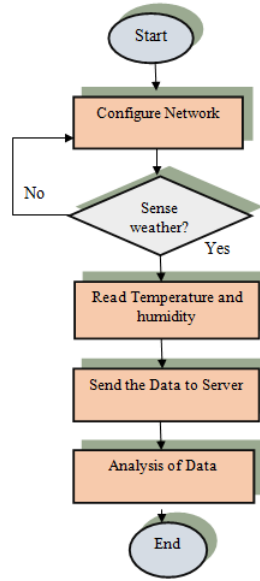 Start
Configure Network
No
Sense
weather?
Yes
Read Temperature and
humidity
Send the Data to Server
Analysis of Data
End